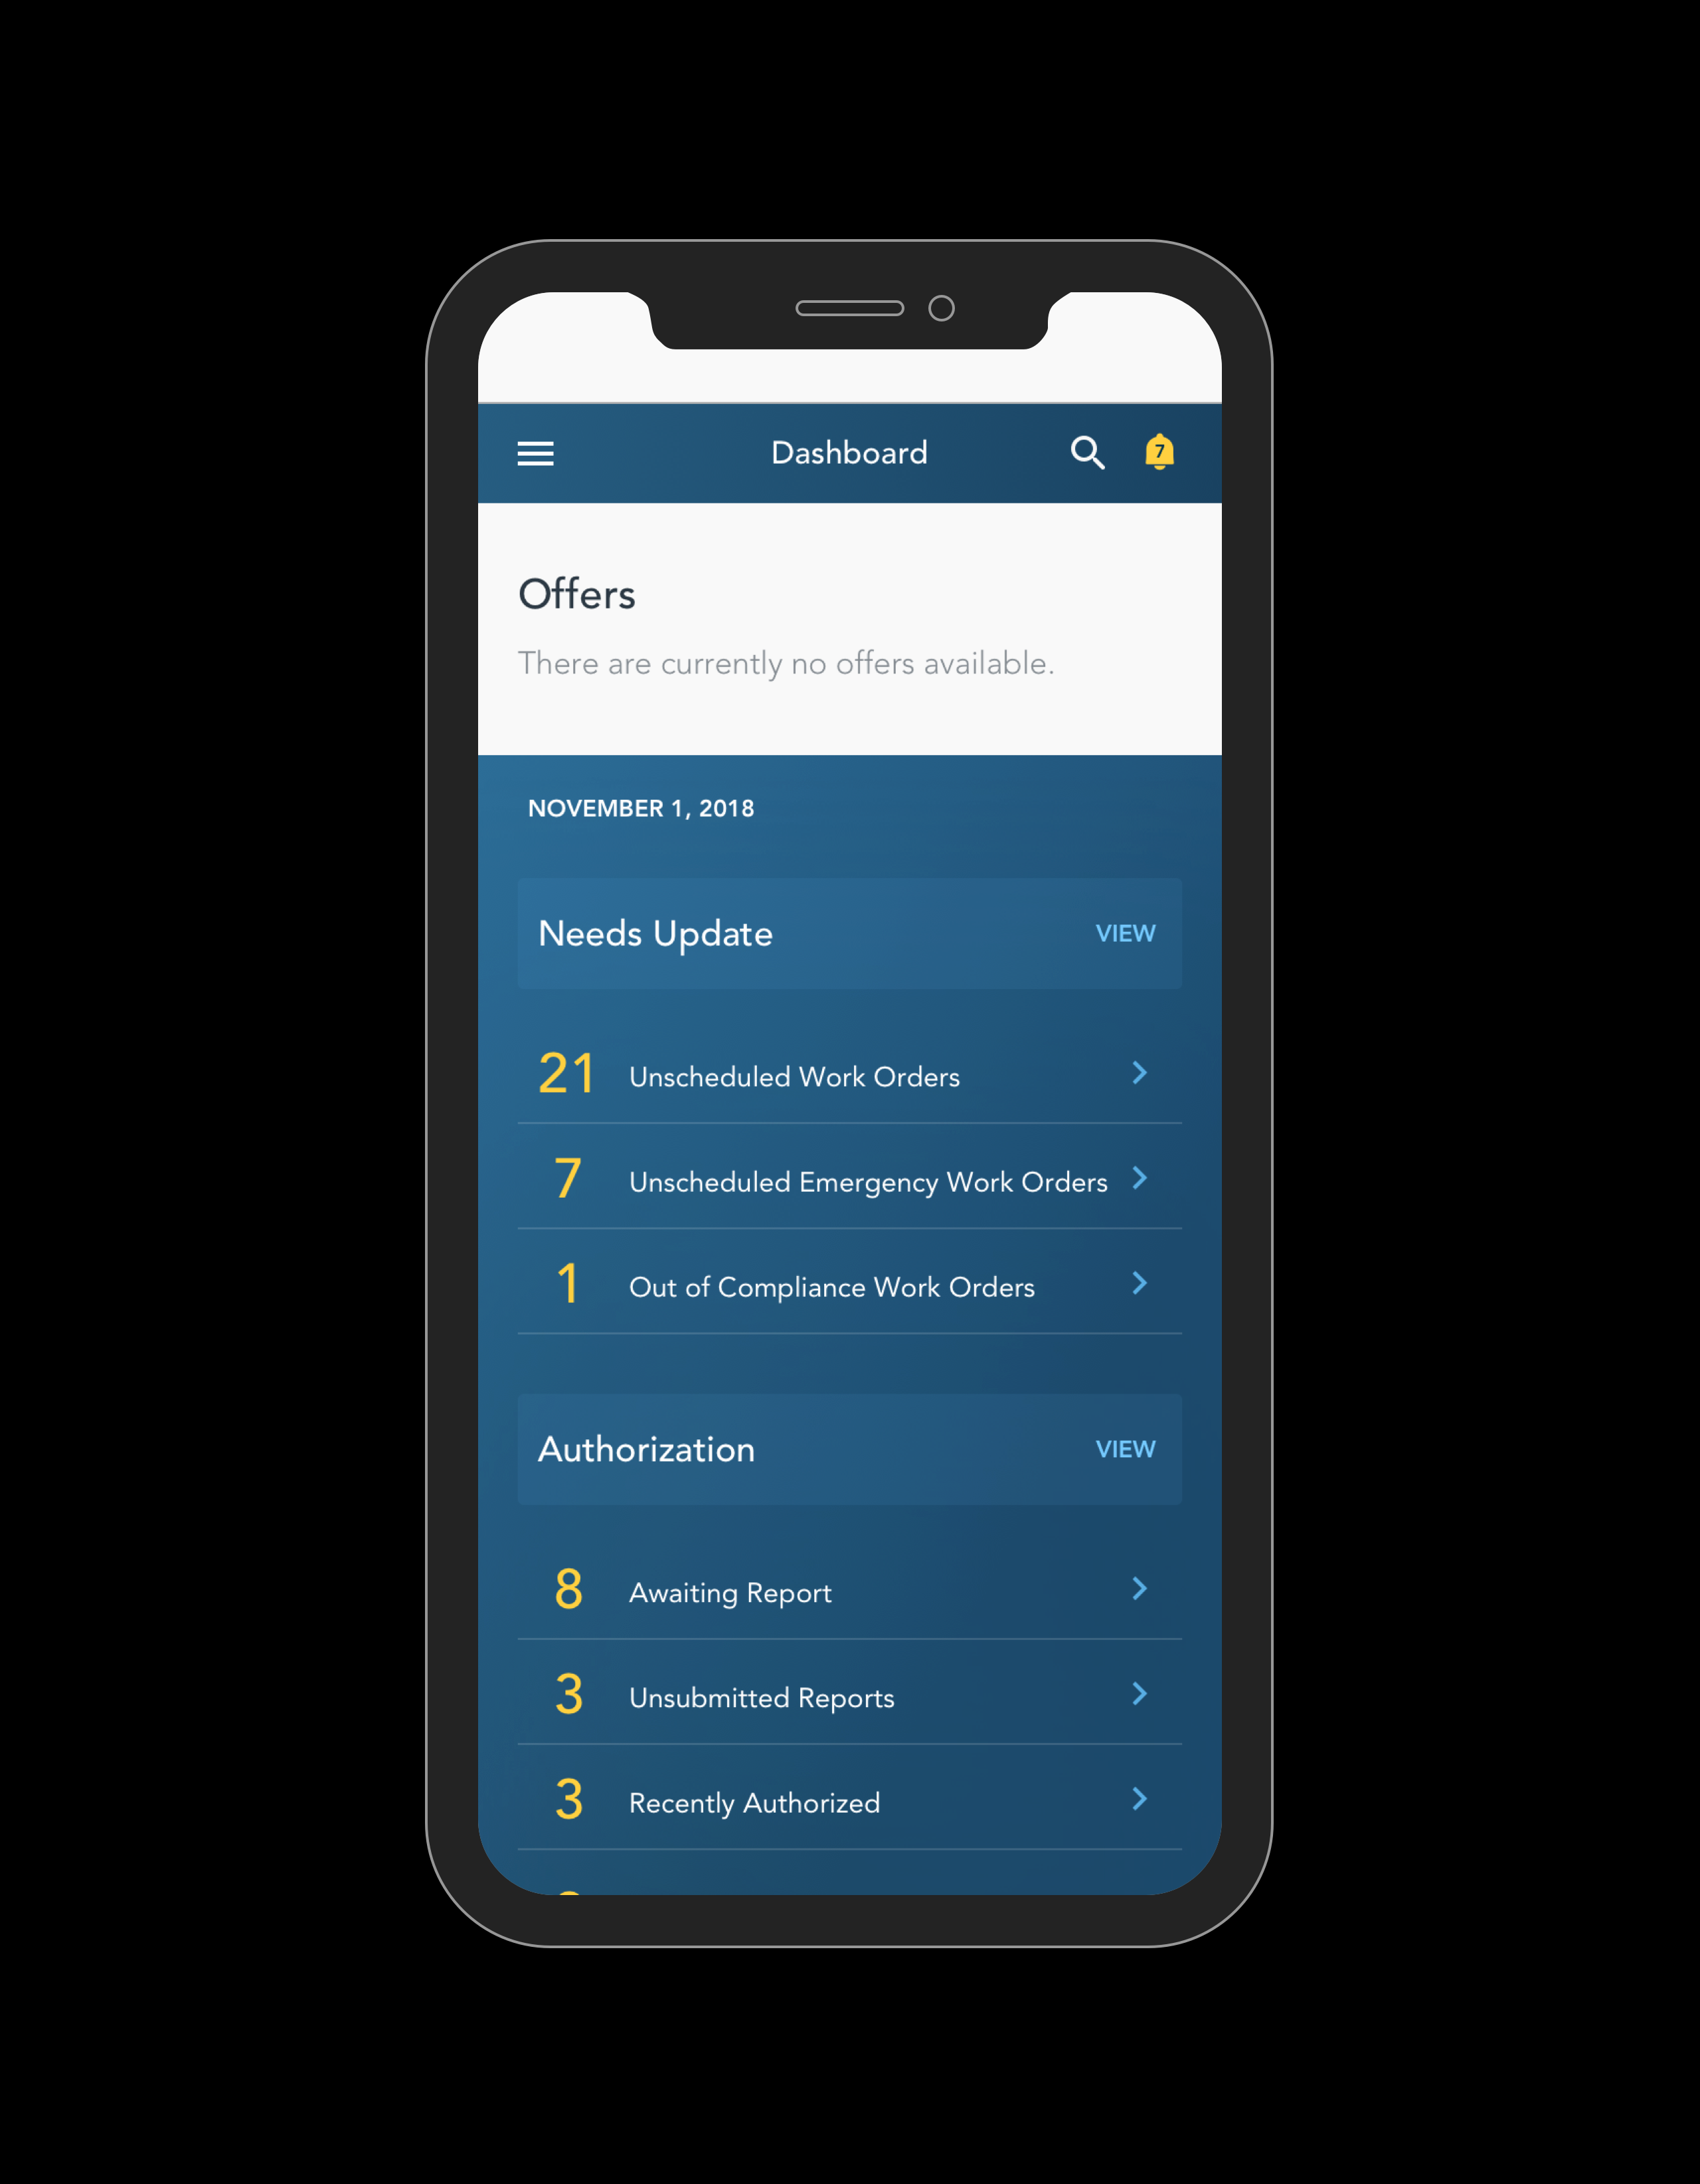 Dashboard
7
Offers
There are currently no offers available.
NOVEMBER 1, 2018
Needs Update VIEW
21 Unscheduled Work Orders
7 Unscheduled Emergency Work Orders
1 Out of Compliance Work Orders
Authorization VIEW
8 Awaiting Report
3 Unsubmitted Reports
3 Recently Authorized